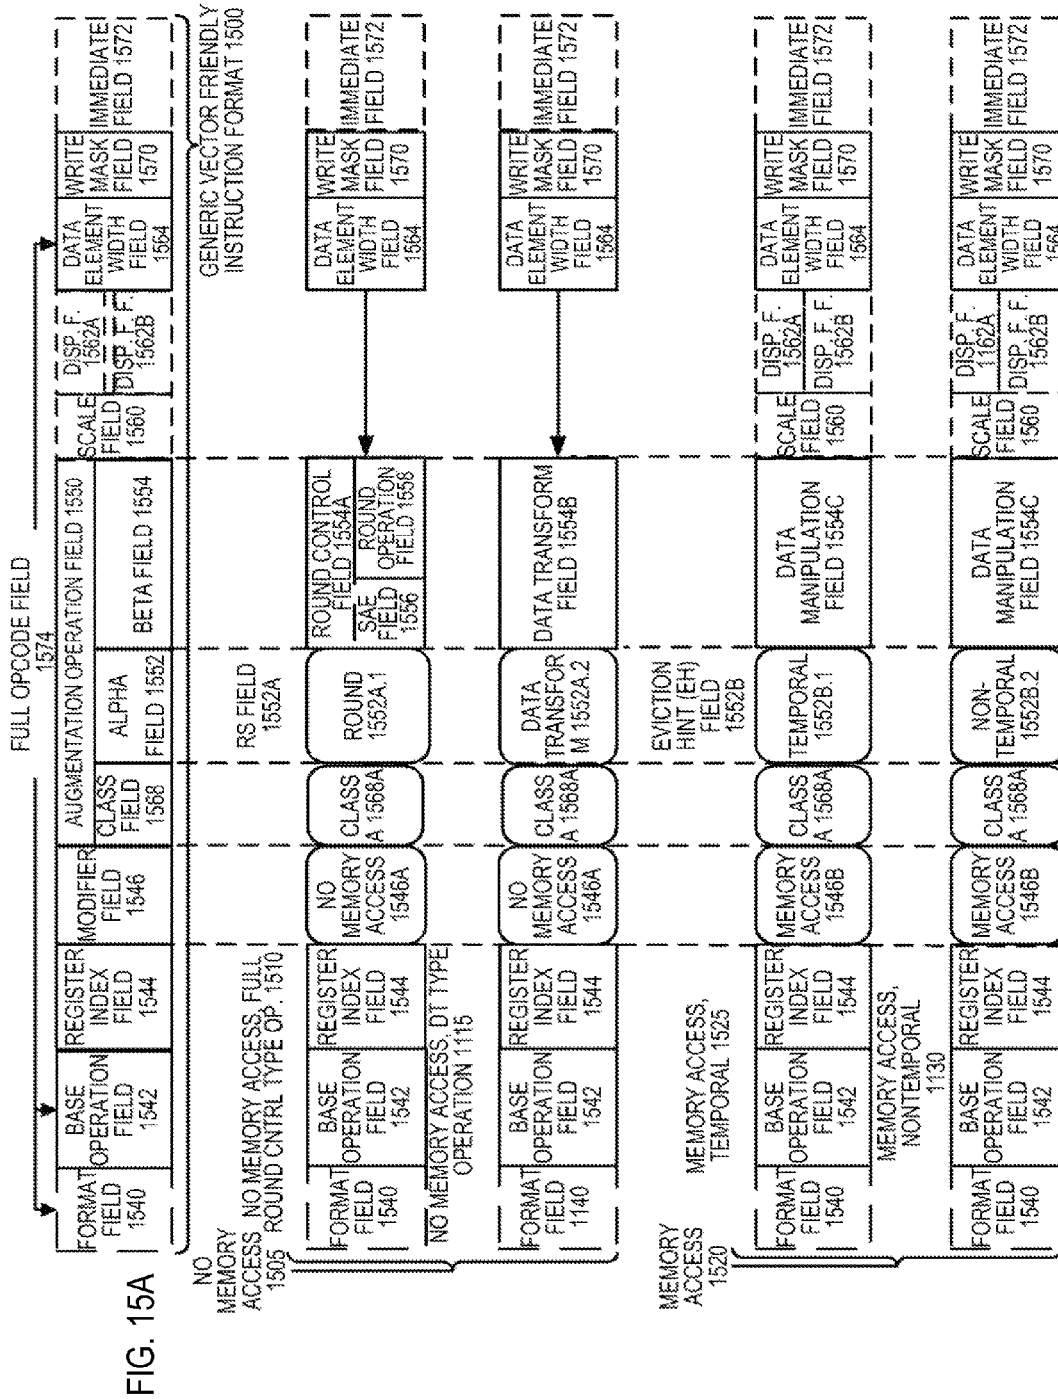 FIG. 15A
FULL OPCODE FIELD
1574
FORMAT
FIELD
1540
BASE
OPERATION
FIELD
1542
REGISTER
INDEX
FIELD
1544
MODIFIER
FIELD
1546
AUGMENTATION OPERATION FIELD 1550
CLASS
FIELD
1568
ALPHA
FIELD 1552
BETA FIELD 1554
SCALE
FIELD
1560
DISP. F.
1562A
DISP. F. F.
1562B
DATA
ELEMENT
WIDTH
FIELD
1564
WRITE
MASK
FIELD
1570
IMMEDIATE
FIELD 1572
GENERIC VECTOR FRIENDLY
INSTRUCTION FORMAT 1500
NO
MEMORY
ACCESS
1505
NO MEMORY ACCESS, FULL
ROUND CNTRL TYPE OP. 1510
RS FIELD
1552A
FORMAT
FIELD
1540
BASE
OPERATION
FIELD
1542
REGISTER
INDEX
FIELD
1544
NO
MEMORY
ACCESS
1546A
CLASS
A 1568A
ROUND
1552A.1
ROUND CONTROL
FIELD 1554A
SAE
FIELD
1556
ROUND
OPERATION
FIELD 1558
DATA
ELEMENT
WIDTH
FIELD
1564
WRITE
MASK
FIELD
1570
IMMEDIATE
FIELD 1572
NO MEMORY ACCESS, DT TYPE
OPERATION 1115
FORMAT
FIELD
1140
BASE
OPERATION
FIELD
1542
REGISTER
INDEX
FIELD
1544
NO
MEMORY
ACCESS
1546A
CLASS
A 1568A
DATA
TRANSFOR
M 1552A.2
DATA TRANSFORM
FIELD 1554B
DATA
ELEMENT
WIDTH
FIELD
1564
WRITE
MASK
FIELD
1570
IMMEDIATE
FIELD 1572
MEMORY
ACCESS
1520
MEMORY ACCESS,
TEMPORAL 1525
EVICTION
HINT (EH)
FIELD
1552B
FORMAT
FIELD
1540
BASE
OPERATION
FIELD
1542
REGISTER
INDEX
FIELD
1544
MEMORY
ACCESS
1546B
CLASS
A 1568A
TEMPORAL
1552B.1
DATA
MANIPULATION
FIELD 1554C
SCALE
FIELD
1560
DISP. F.
1562A
DISP. F. F.
1562B
DATA
ELEMENT
WIDTH
FIELD
1564
WRITE
MASK
FIELD
1570
IMMEDIATE
FIELD 1572
MEMORY ACCESS,
NONTEMPORAL
1130
FORMAT
FIELD
1540
BASE
OPERATION
FIELD
1542
REGISTER
INDEX
FIELD
1544
MEMORY
ACCESS
1546B
CLASS
A 1568A
NON-
TEMPORAL
1552B.2
DATA
MANIPULATION
FIELD 1554C
SCALE
FIELD
1560
DISP. F.
1162A
DISP. F. F.
1562B
DATA
ELEMENT
WIDTH
FIELD
1564
WRITE
MASK
FIELD
1570
IMMEDIATE
FIELD 1572